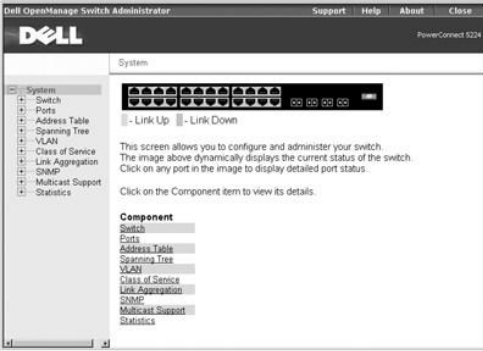 Dell OpenManage Switch Administrator
Support Help About Close
DELL
PowerConnect 5224
System
System
Switch
Ports
Address Table
Spanning Tree
VLAN
Class of Service
Link Aggregation
SNMP
Multicast Support
Statistics
- Link Up - Link Down
This screen allows you to configure and administer your switch.
The image above dynamically displays the current status of the switch.
Click on any port in the image to display detailed port status.
Click on the Component item to view its details.
Component
Switch
Ports
Address Table
Spanning Tree
VLAN
Class of Service
Link Aggregation
SNMP
Multicast Support
Statistics